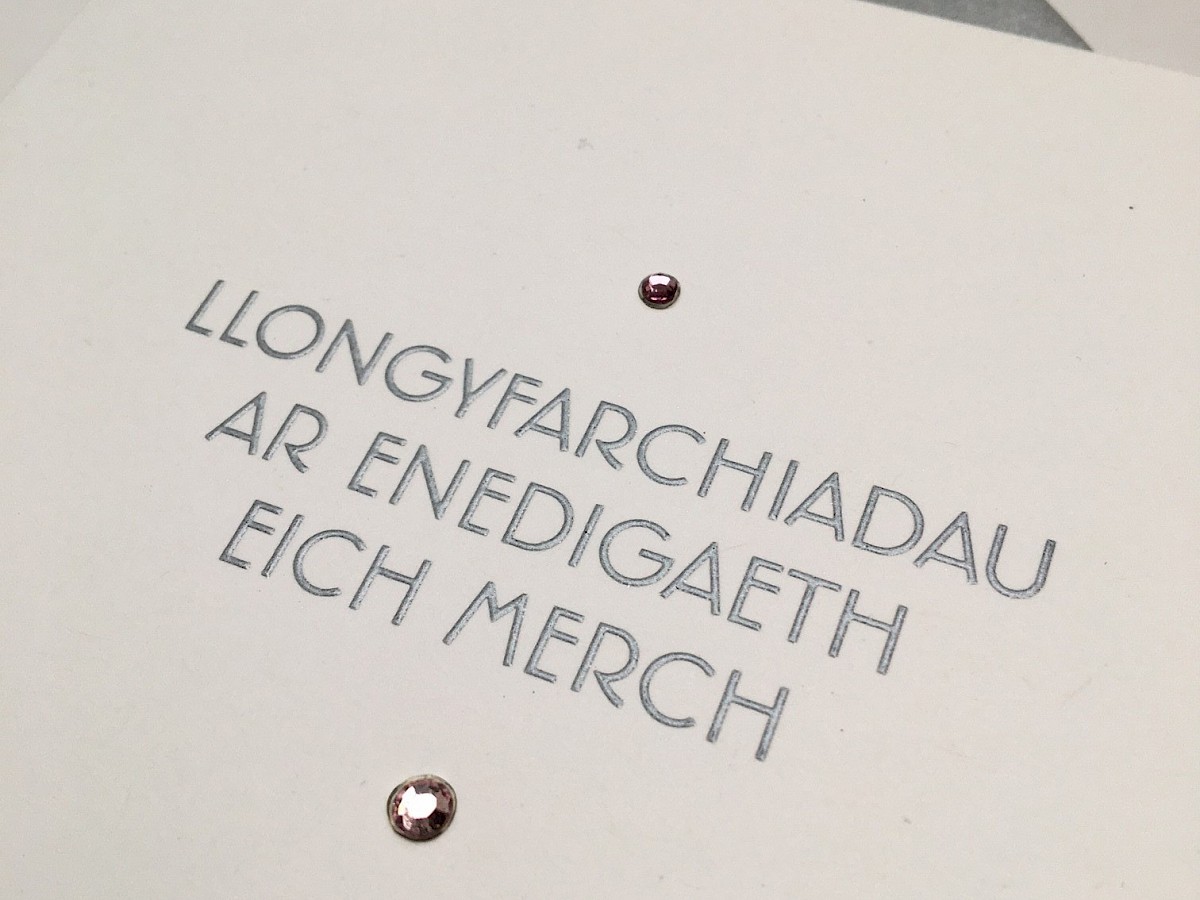 LLONGYFARCHIADAU
AR ENEDIGAETH
EICH MERCH